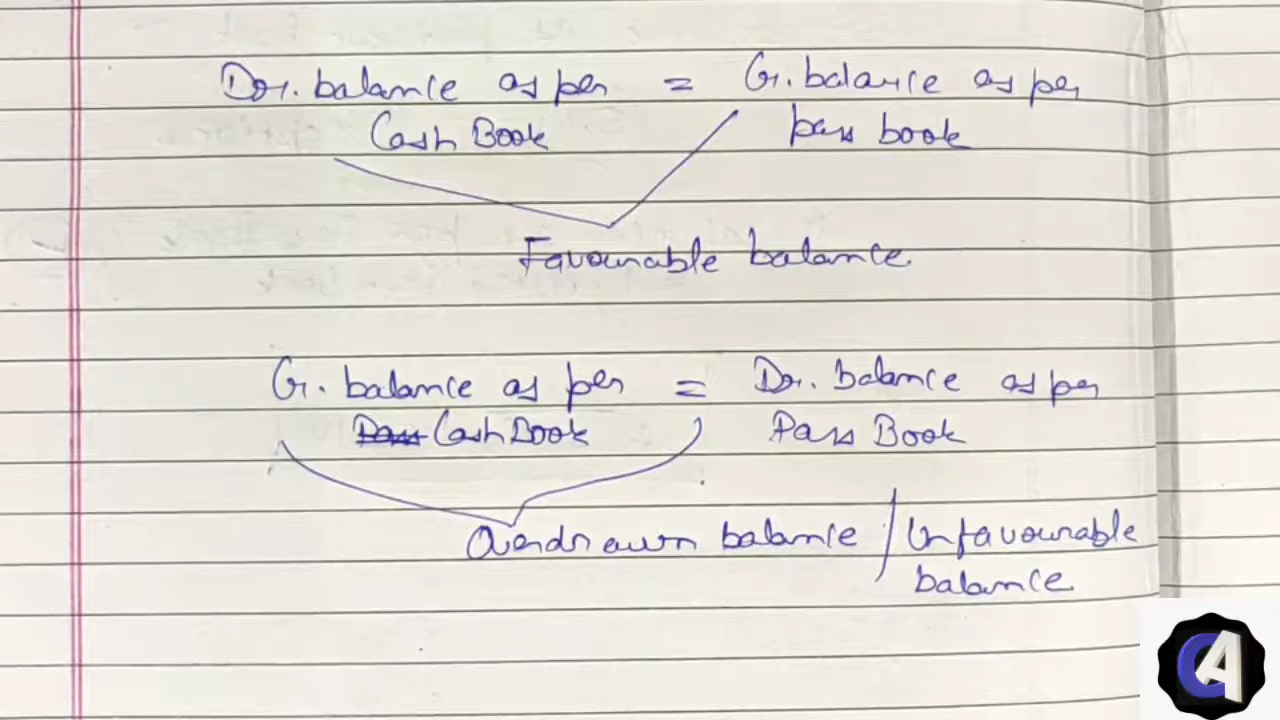 Dr. balance as per = Cr. balance as per
Cash Book pass book
Favourable balance
Cr. balance as per = Dr. balance as per
Cash Book Pass Book
Overdrawn balance / Unfavourable
balance
CA